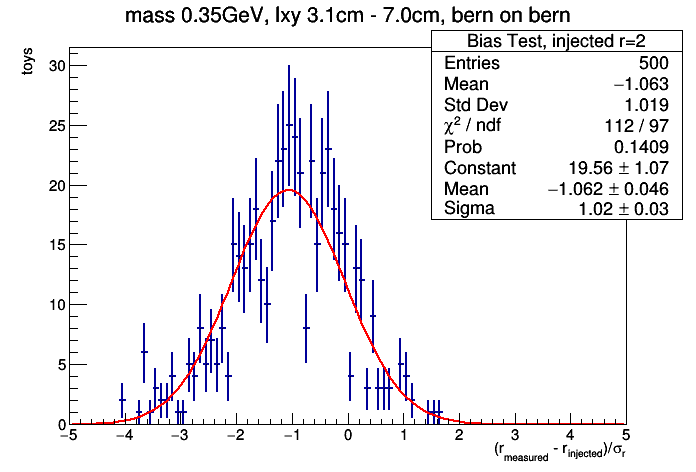 mass 0.35GeV, lxy 3.1cm - 7.0cm, bern on bern
toys
Bias Test, injected r=2
Entries 500
Mean −1.063
Std Dev 1.019
χ² / ndf 112 / 97
Prob 0.1409
Constant 19.56 ± 1.07
Mean −1.062 ± 0.046
Sigma 1.02 ± 0.03
30
25
20
15
10
5
0
−5 −4 −3 −2 −1 0 1 2 3 4 5
(r_measured - r_injected)/σ_r